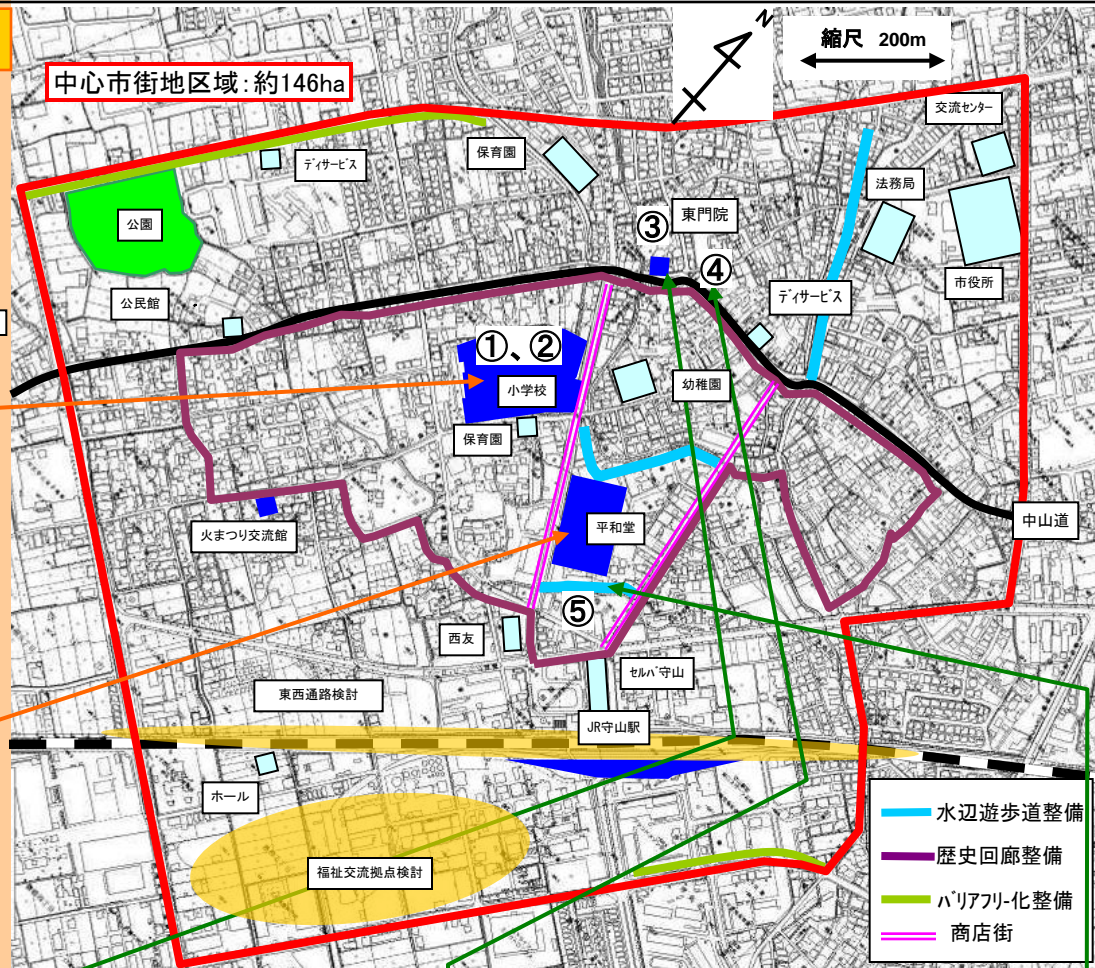 中心市街地区域:約146ha
N
縮尺 200m
交流センター
デイサービス
保育園
法務局
東門院
③
公園
④
市役所
デイサービス
公民館
①、②
小学校
幼稚園
保育園
火まつり交流館
平和堂
中山道
⑤
西友
セルバ守山
東西通路検討
JR守山駅
ホール
福祉交流拠点検討
水辺遊歩道整備
歴史回廊整備
バリアフリー化整備
商店街